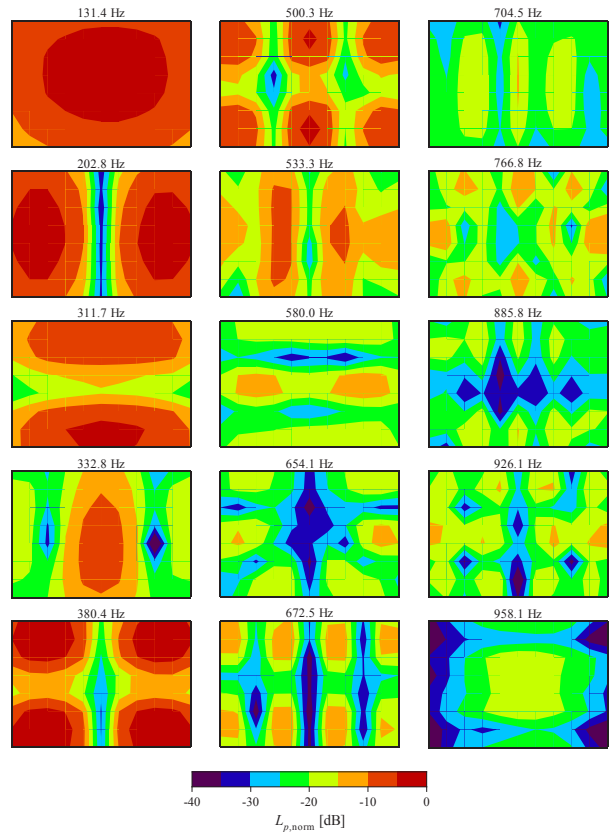 131.4 Hz 500.3 Hz 704.5 Hz
202.8 Hz 533.3 Hz 766.8 Hz
311.7 Hz 580.0 Hz 885.8 Hz
332.8 Hz 654.1 Hz 926.1 Hz
380.4 Hz 672.5 Hz 958.1 Hz
-40 -30 -20 -10 0
Lp,norm [dB]